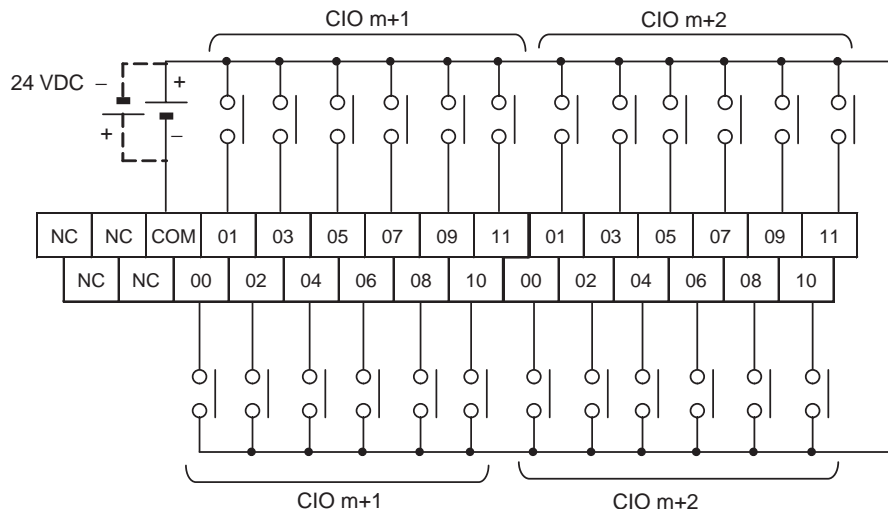 CIO m+1 CIO m+2
24 VDC – +
+ –
NC NC COM 01 03 05 07 09 11 01 03 05 07 09 11
NC NC 00 02 04 06 08 10 00 02 04 06 08 10
CIO m+1 CIO m+2